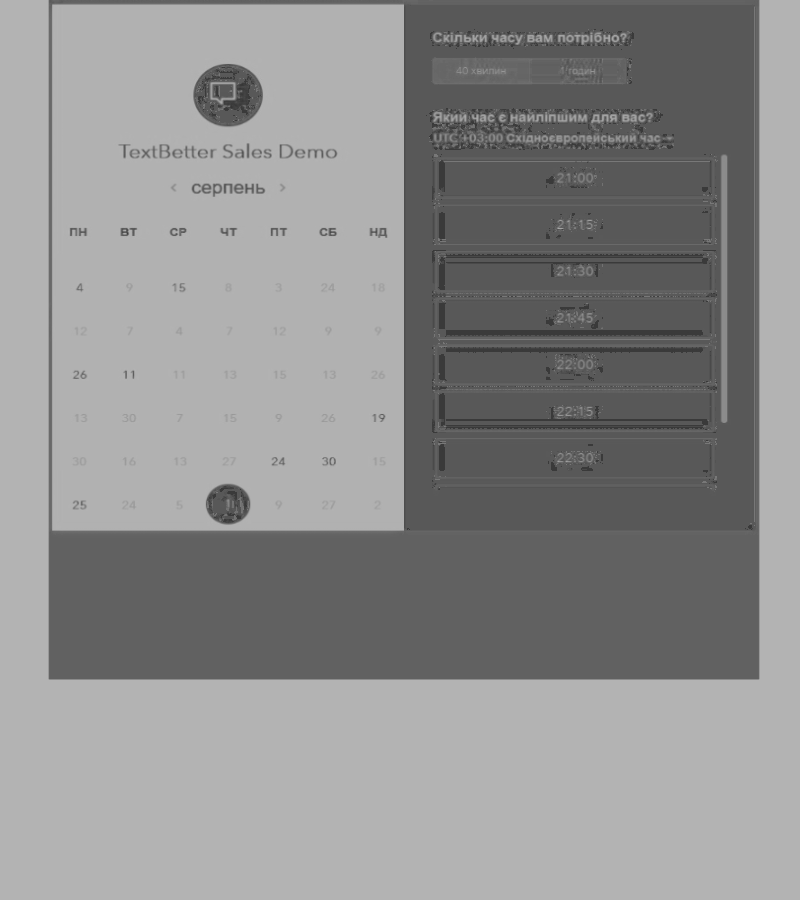 TextBetter Sales Demo
‹ серпень ›
ПН ВТ СР ЧТ ПТ СБ НД
4 9 15 8 3 24 18
12 7 4 7 12 9 9
26 11 11 13 15 13 26
13 30 7 15 9 26 19
30 16 13 27 24 30 15
25 24 5 9 27 2
Скільки часу вам потрібно?
40 хвилин годин
Який час є найліпшим для вас?
UTC +03:00 Східноєвропейський час
21:00
21:15
21:30
21:45
22:00
22:15
22:30